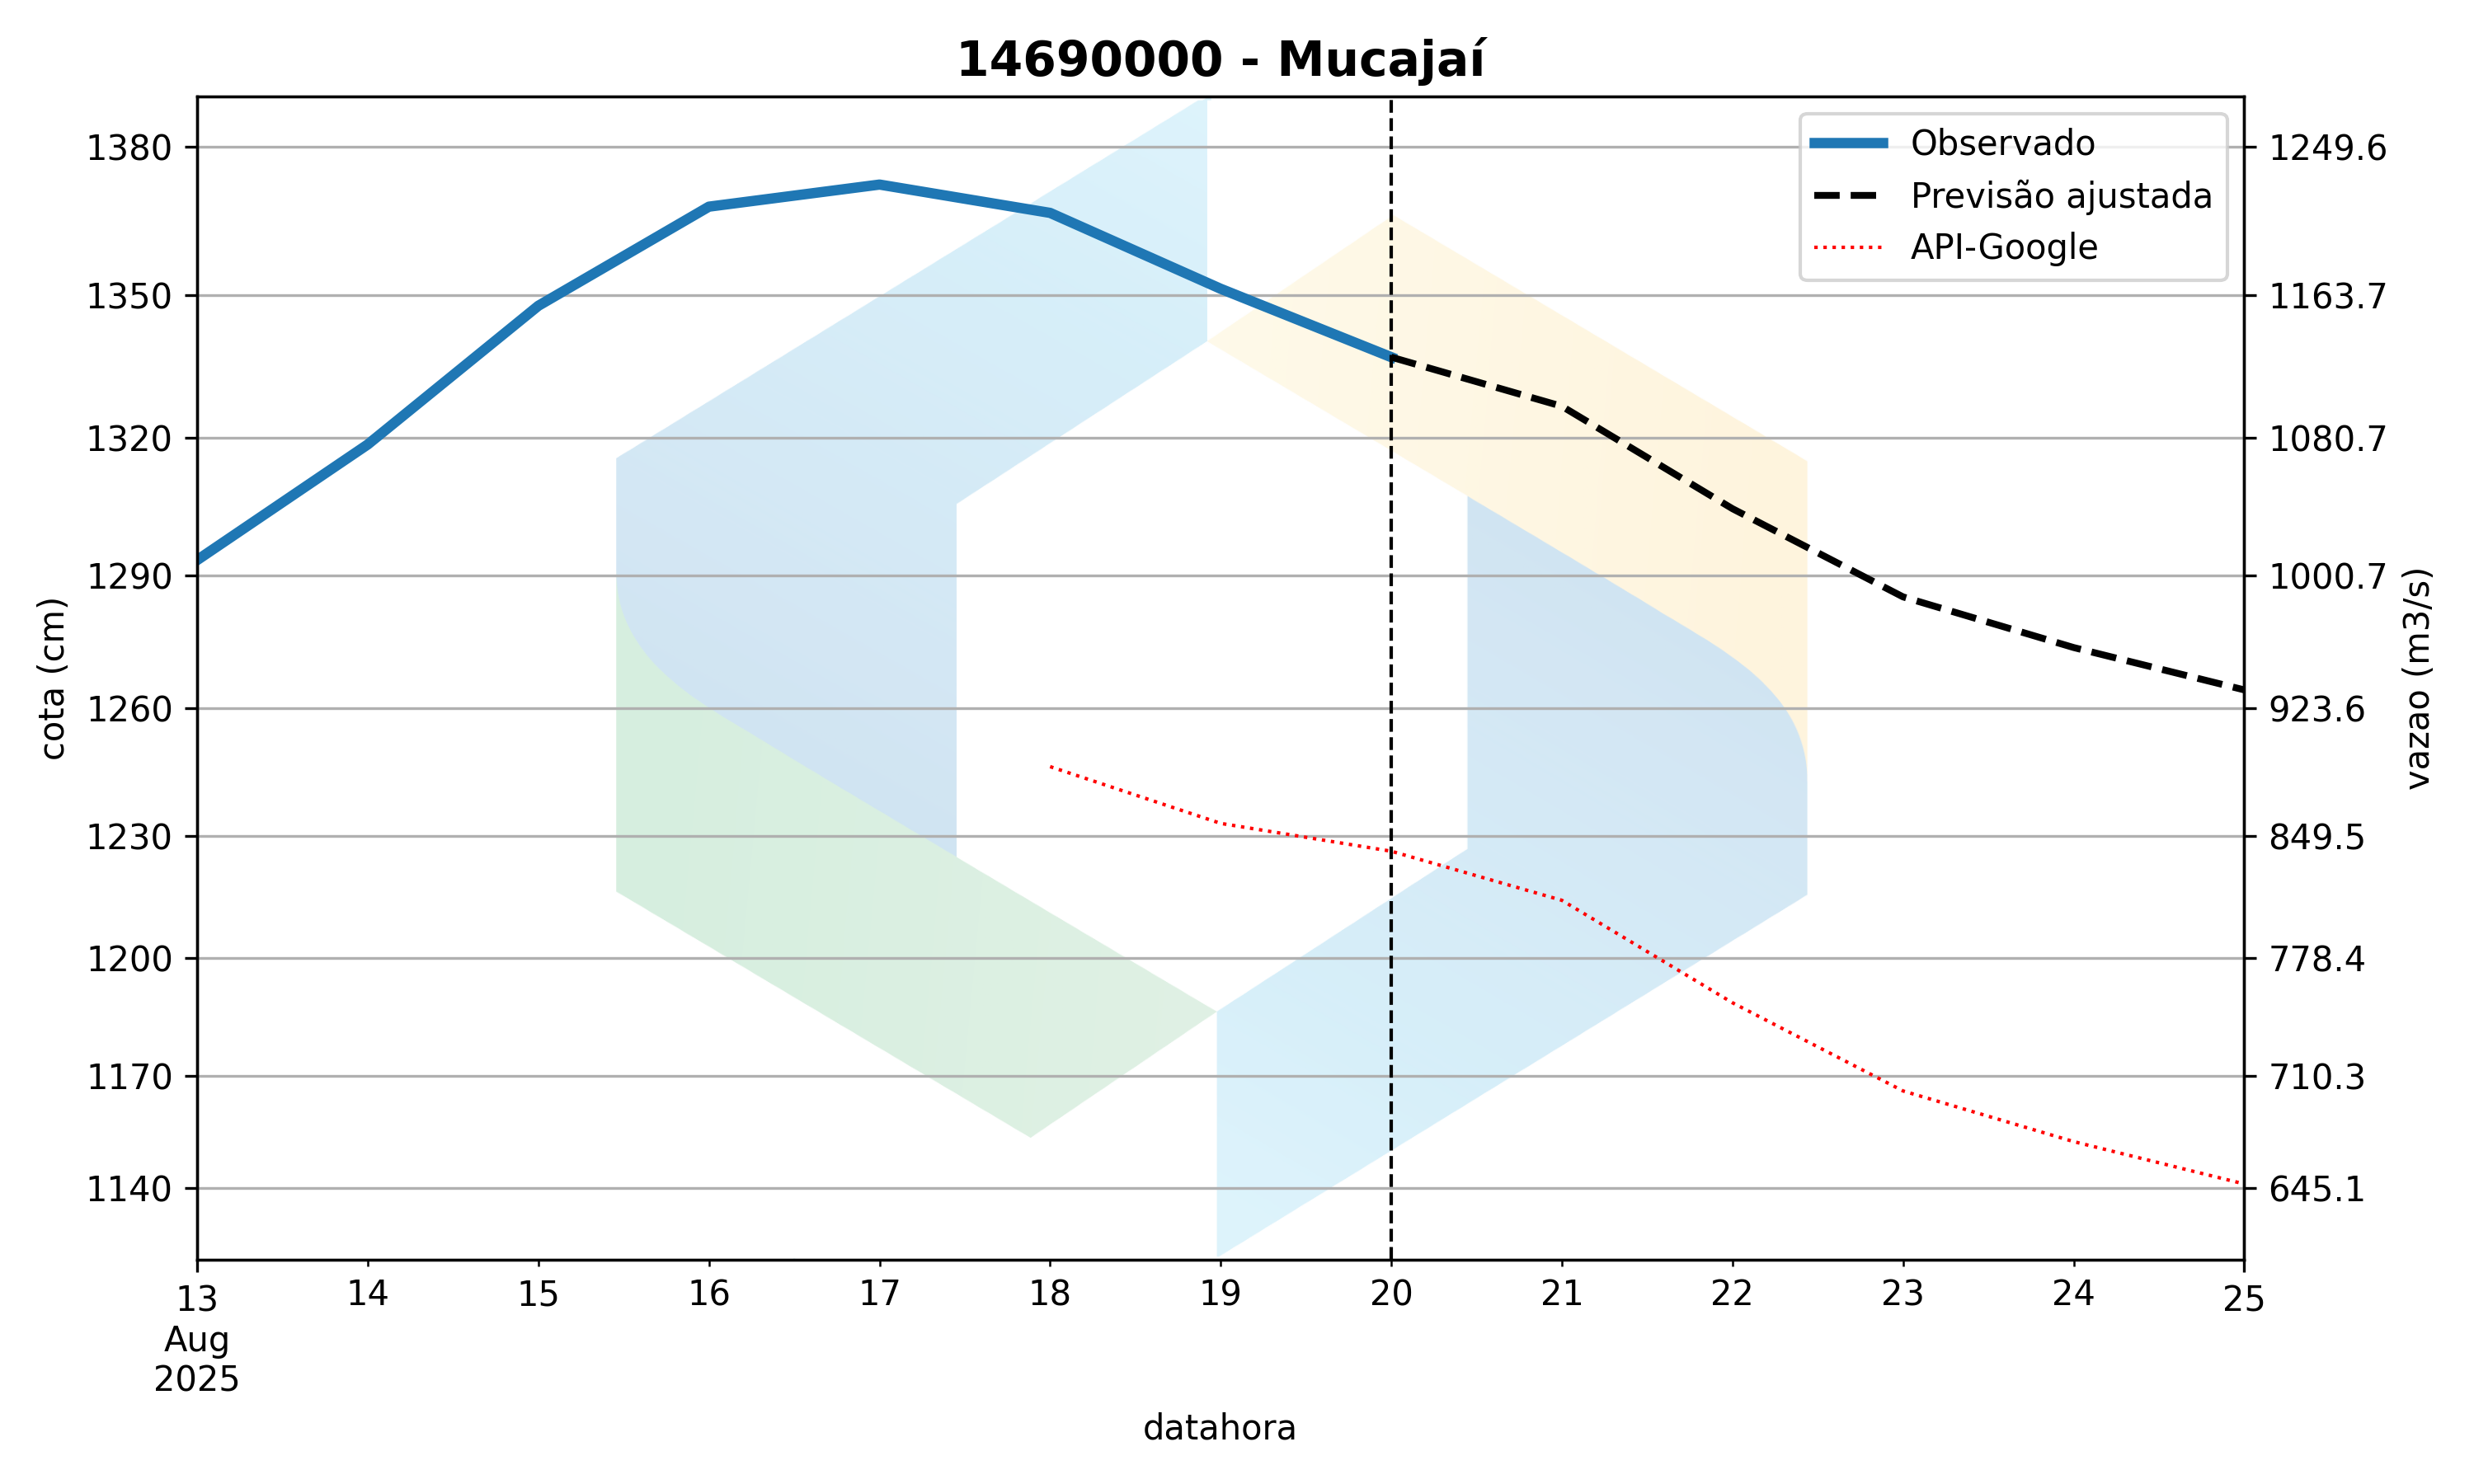 14690000 - Mucajaí
Observado
Previsão ajustada
API-Google
cota (cm)
1380
1350
1320
1290
1260
1230
1200
1170
1140
1249.6
1163.7
1080.7
1000.7
923.6
849.5
778.4
710.3
645.1
vazao (m3/s)
13 14 15 16 17 18 19 20 21 22 23 24 25
Aug
2025
datahora